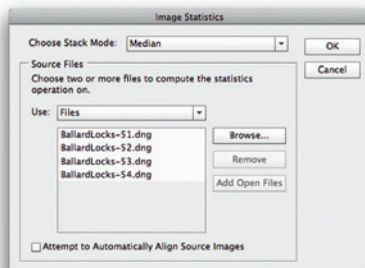 Image Statistics
Choose Stack Mode: Median
OK
Cancel
Source Files
Choose two or more files to compute the statistics
operation on.
Use: Files
BallardLocks-51.dng
BallardLocks-52.dng
BallardLocks-53.dng
BallardLocks-54.dng
Browse...
Remove
Add Open Files
Attempt to Automatically Align Source Images